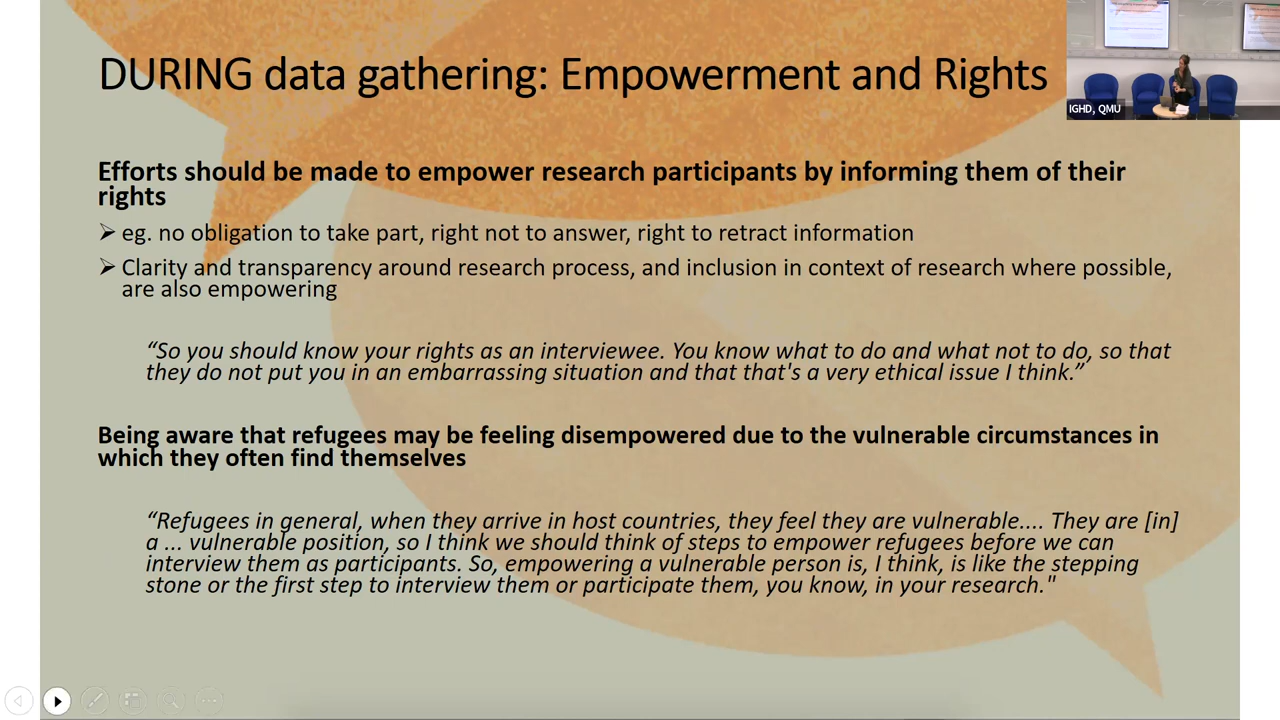 DURING data gathering: Empowerment and Rights
IGHD, QMU
Efforts should be made to empower research participants by informing them of their
rights
➢ eg. no obligation to take part, right not to answer, right to retract information
➢ Clarity and transparency around research process, and inclusion in context of research where possible,
are also empowering
“So you should know your rights as an interviewee. You know what to do and what not to do, so that
they do not put you in an embarrassing situation and that that's a very ethical issue I think.”
Being aware that refugees may be feeling disempowered due to the vulnerable circumstances in
which they often find themselves
“Refugees in general, when they arrive in host countries, they feel they are vulnerable.... They are [in]
a ... vulnerable position, so I think we should think of steps to empower refugees before we can
interview them as participants. So, empowering a vulnerable person is, I think, is like the stepping
stone or the first step to interview them or participate them, you know, in your research."